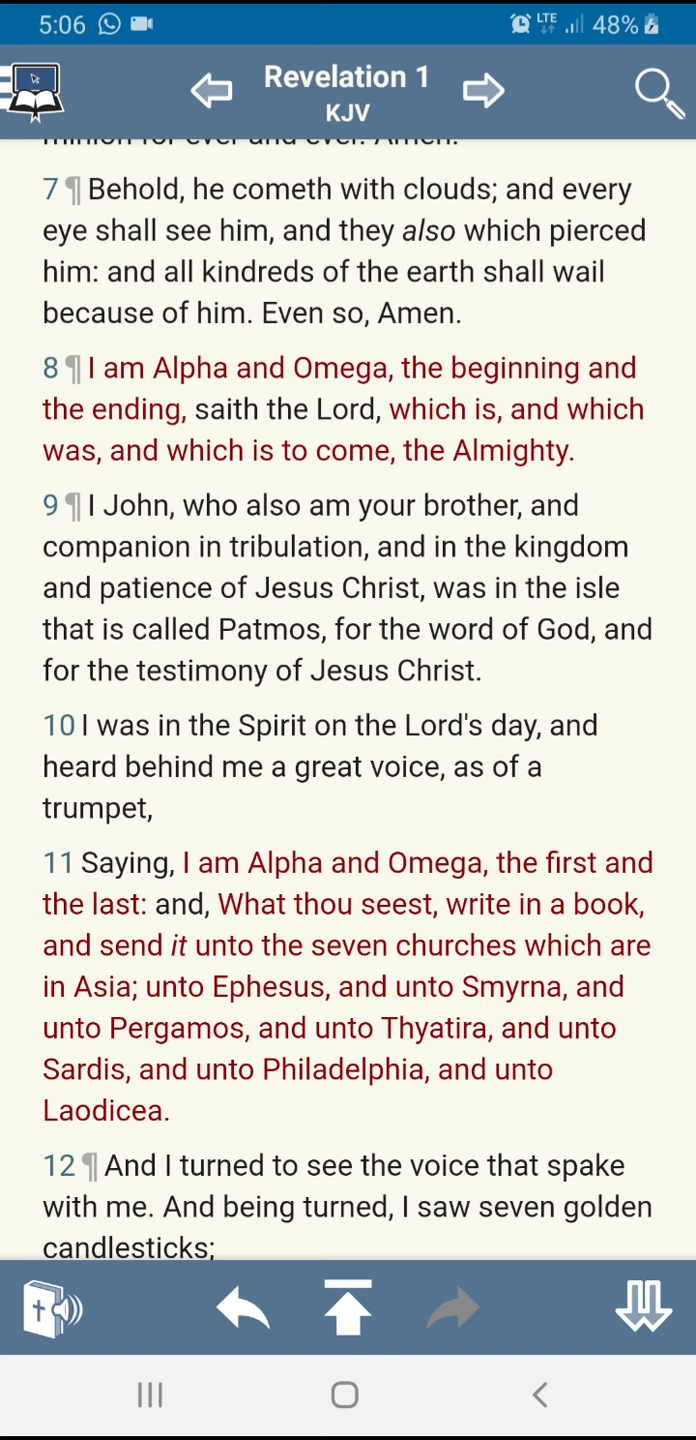 5:06 LTE 48%
Revelation 1
KJV
minion for ever and ever. Amen.
7 ¶ Behold, he cometh with clouds; and every
eye shall see him, and they also which pierced
him: and all kindreds of the earth shall wail
because of him. Even so, Amen.
8 ¶ I am Alpha and Omega, the beginning and
the ending, saith the Lord, which is, and which
was, and which is to come, the Almighty.
9 ¶ I John, who also am your brother, and
companion in tribulation, and in the kingdom
and patience of Jesus Christ, was in the isle
that is called Patmos, for the word of God, and
for the testimony of Jesus Christ.
10 I was in the Spirit on the Lord's day, and
heard behind me a great voice, as of a
trumpet,
11 Saying, I am Alpha and Omega, the first and
the last: and, What thou seest, write in a book,
and send it unto the seven churches which are
in Asia; unto Ephesus, and unto Smyrna, and
unto Pergamos, and unto Thyatira, and unto
Sardis, and unto Philadelphia, and unto
Laodicea.
12 ¶ And I turned to see the voice that spake
with me. And being turned, I saw seven golden
candlesticks;